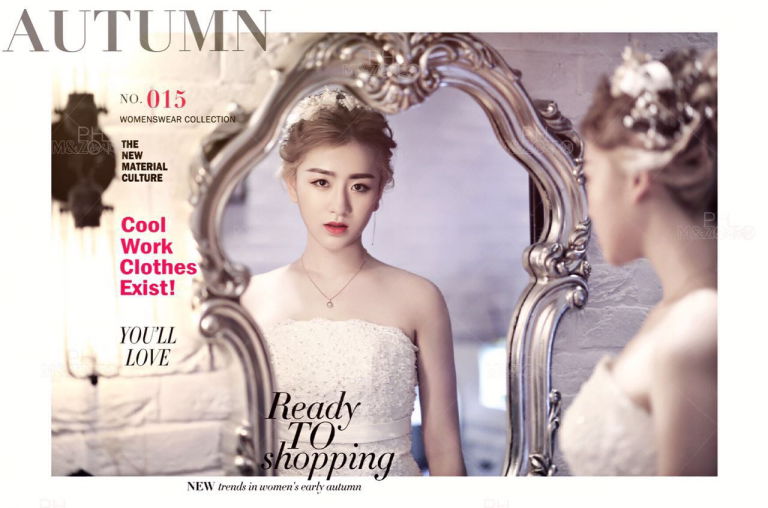 AUTUMN
NO. 015
WOMENSWEAR COLLECTION
THE
NEW
MATERIAL
CULTURE
Cool
Work
Clothes
Exist!
YOU'LL
LOVE
Ready
TO
shopping
NEW trends in women's early autumn